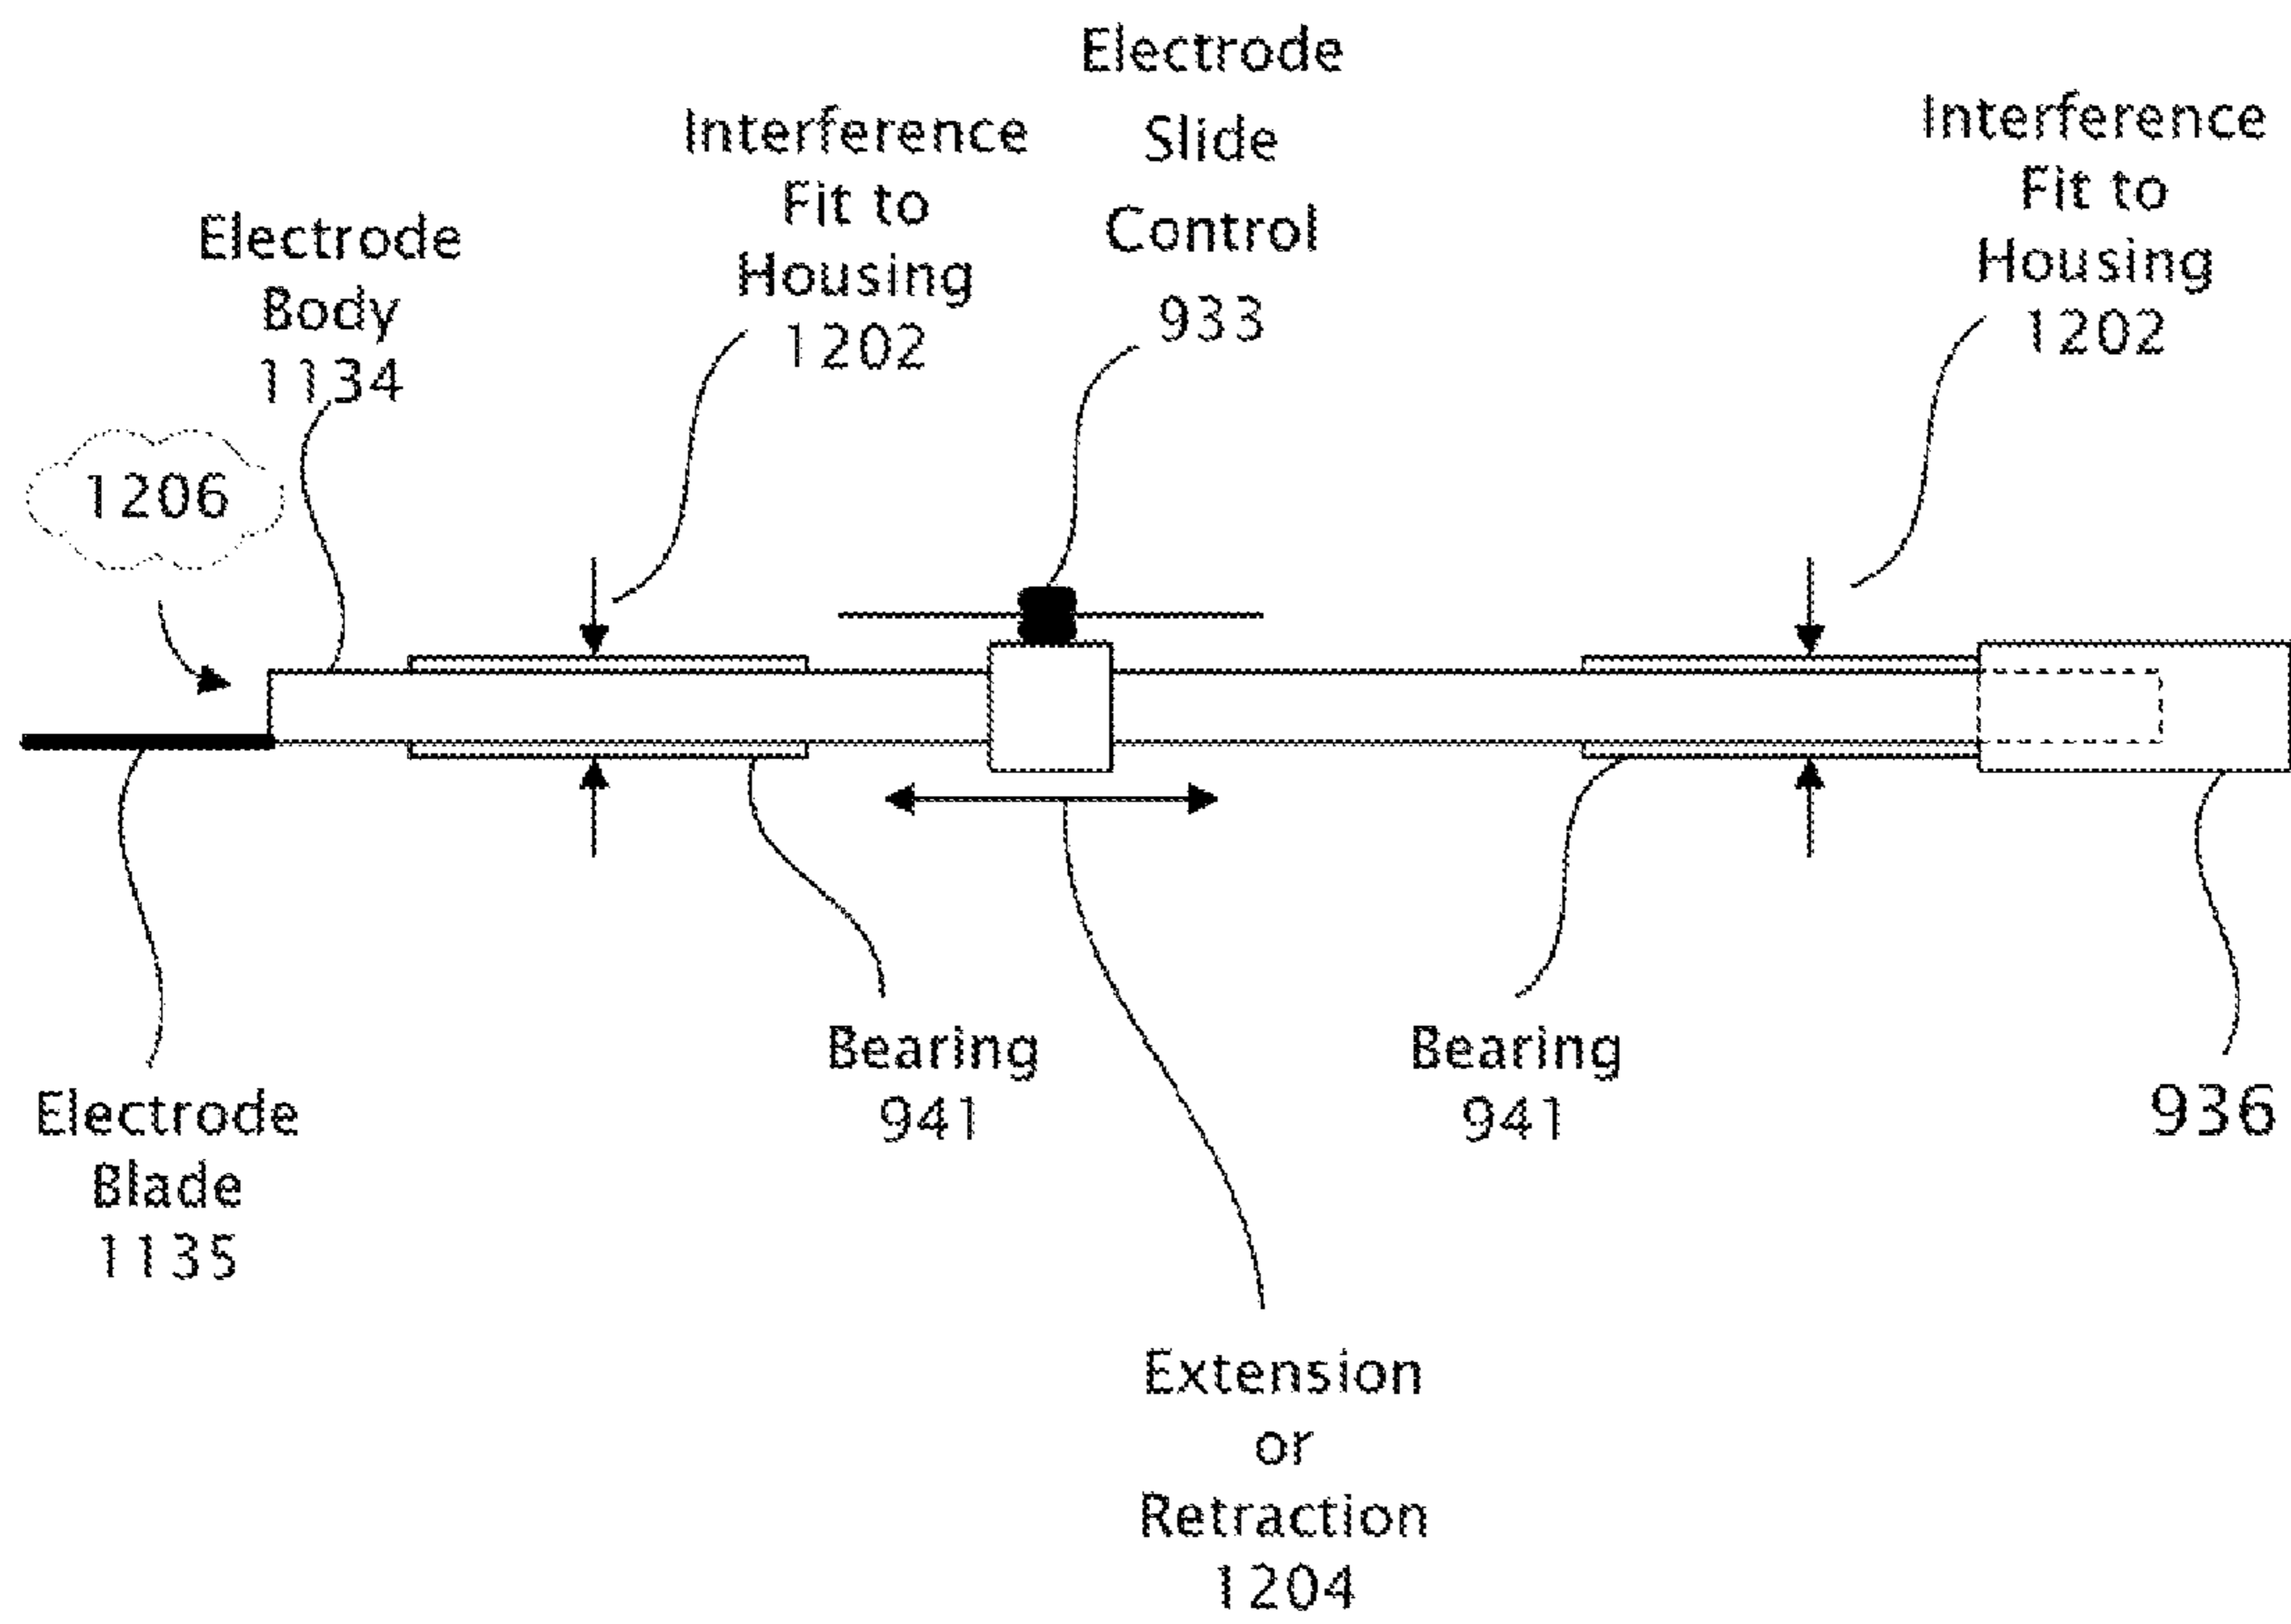 Electrode
Slide
Control
933
Interference
Fit to
Housing
1202
Interference
Fit to
Housing
1202
Electrode
Body
1134
1206
Electrode
Blade
1135
Bearing
941
Bearing
941
936
Extension
or
Retraction
1204